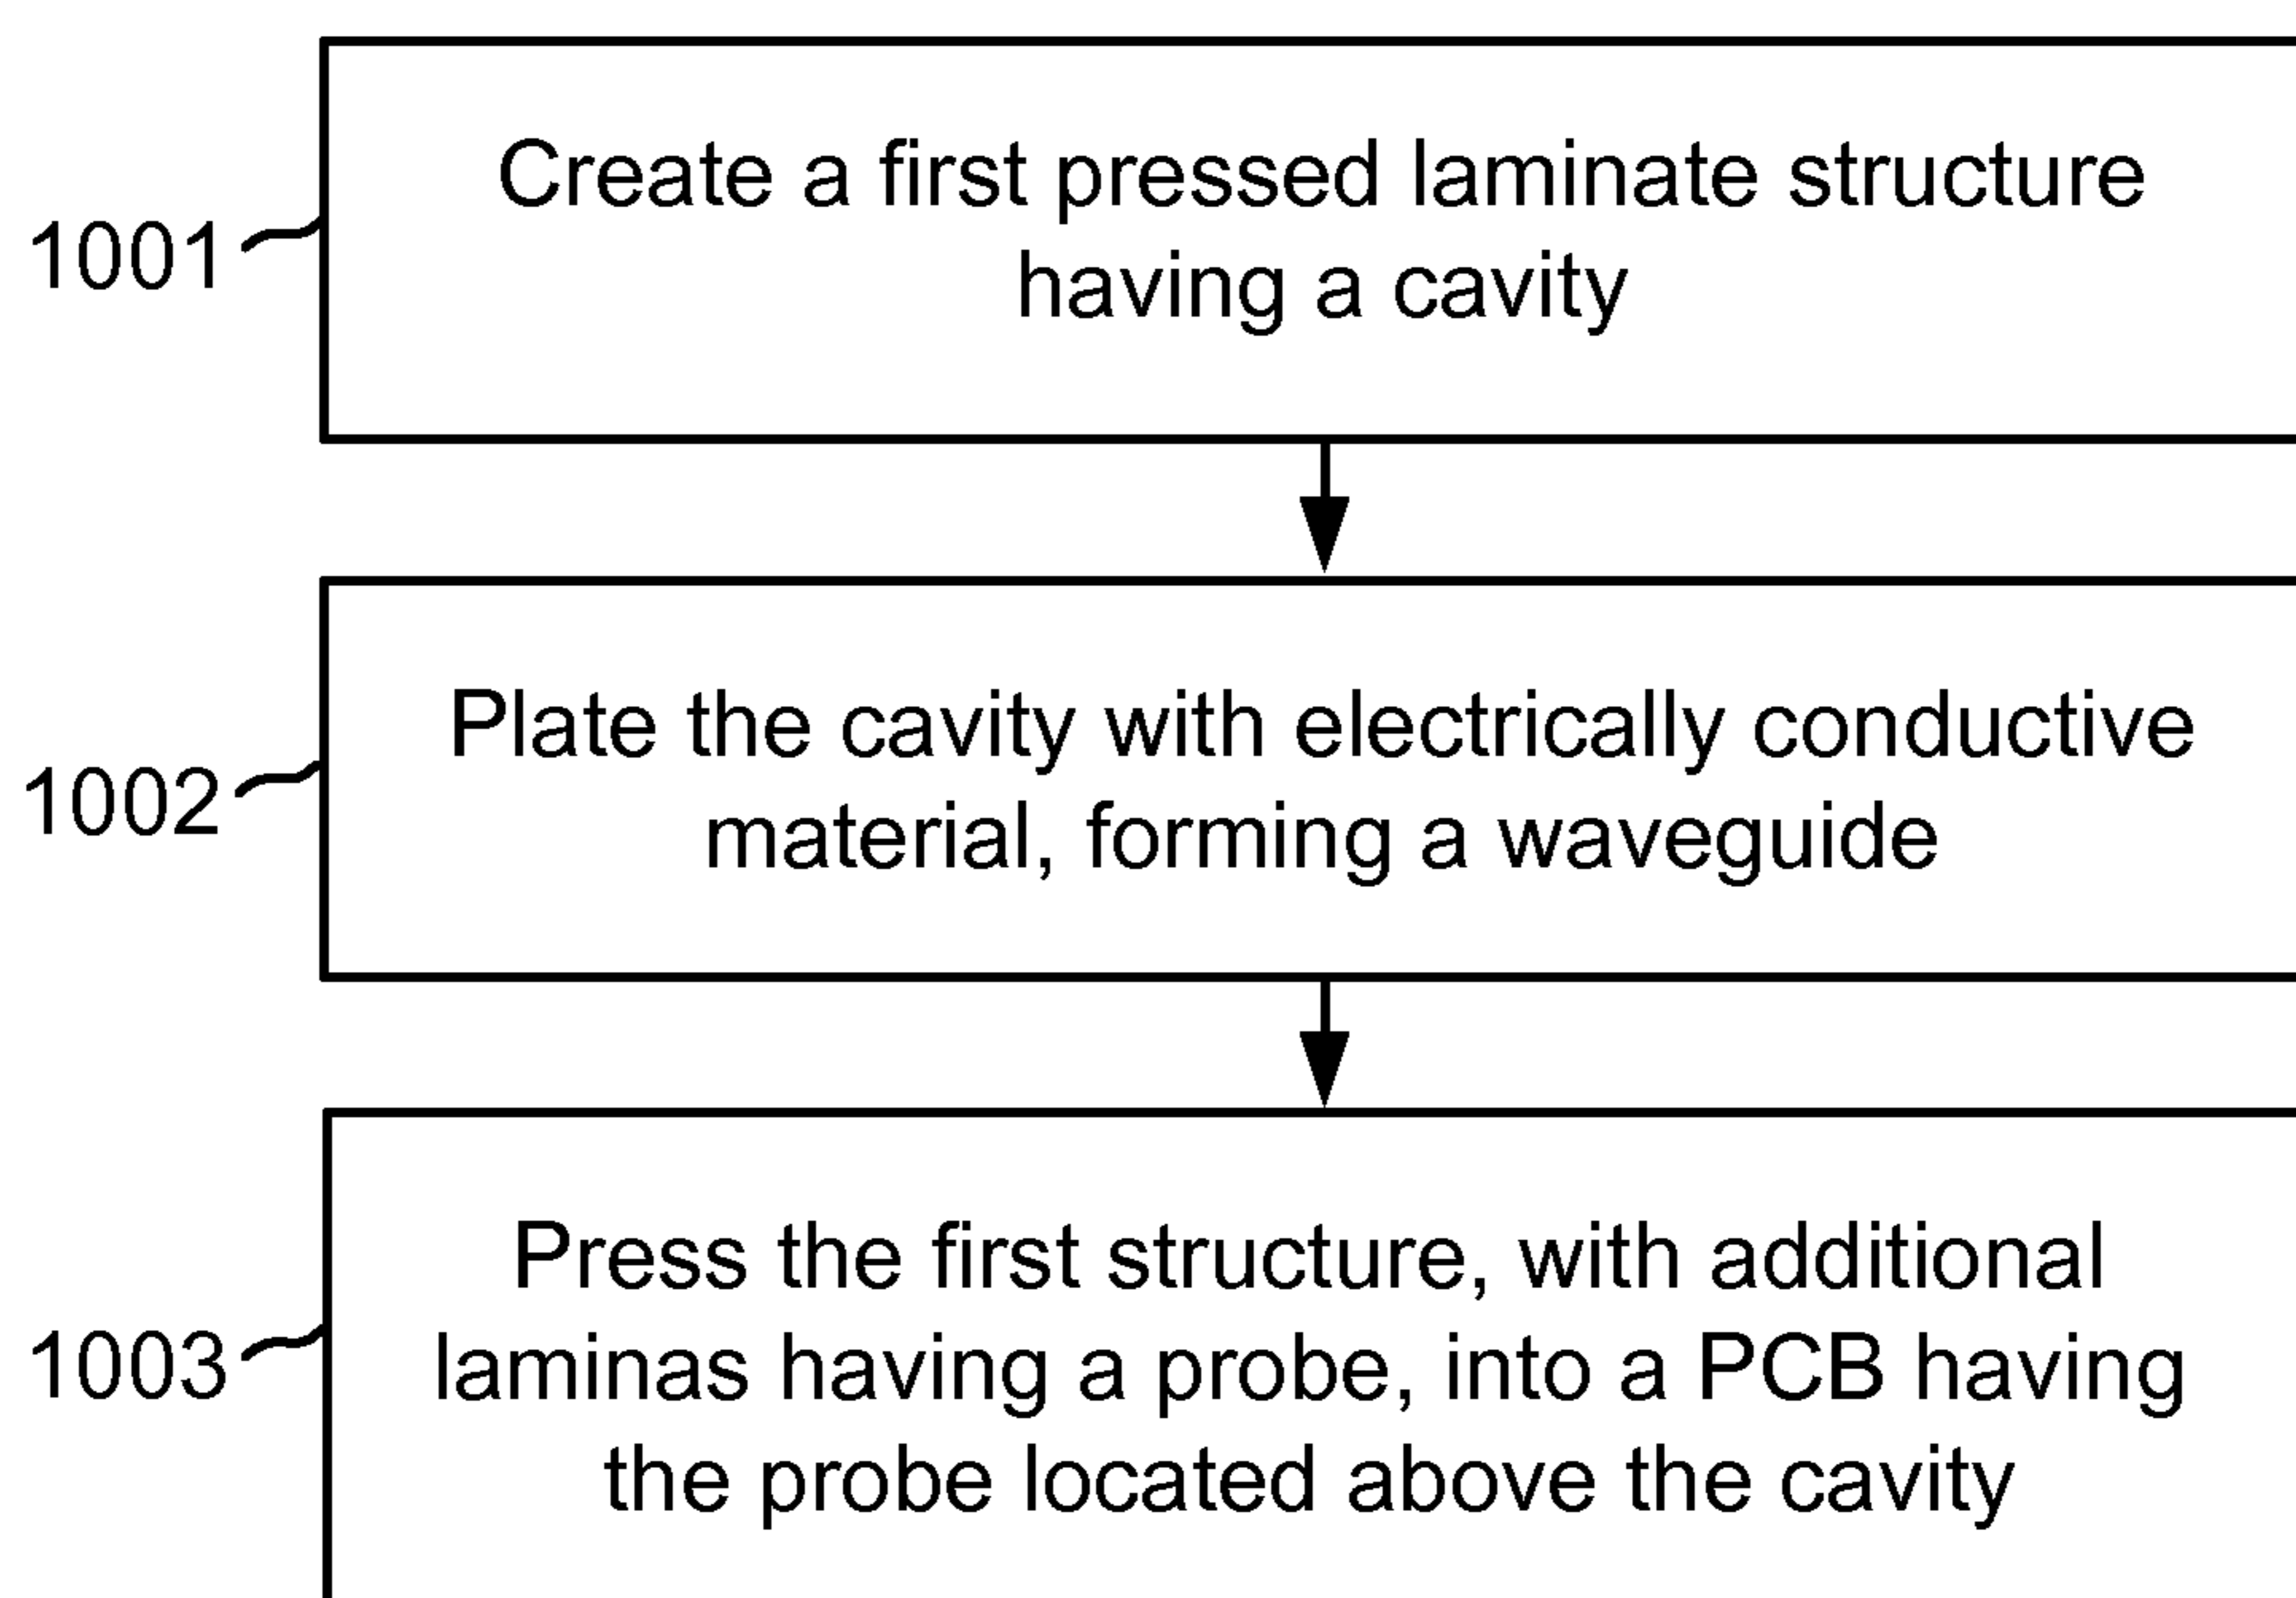 Create a first pressed laminate structure
having a cavity
1001
Plate the cavity with electrically conductive
material, forming a waveguide
1002
Press the first structure, with additional
laminas having a probe, into a PCB having
the probe located above the cavity
1003